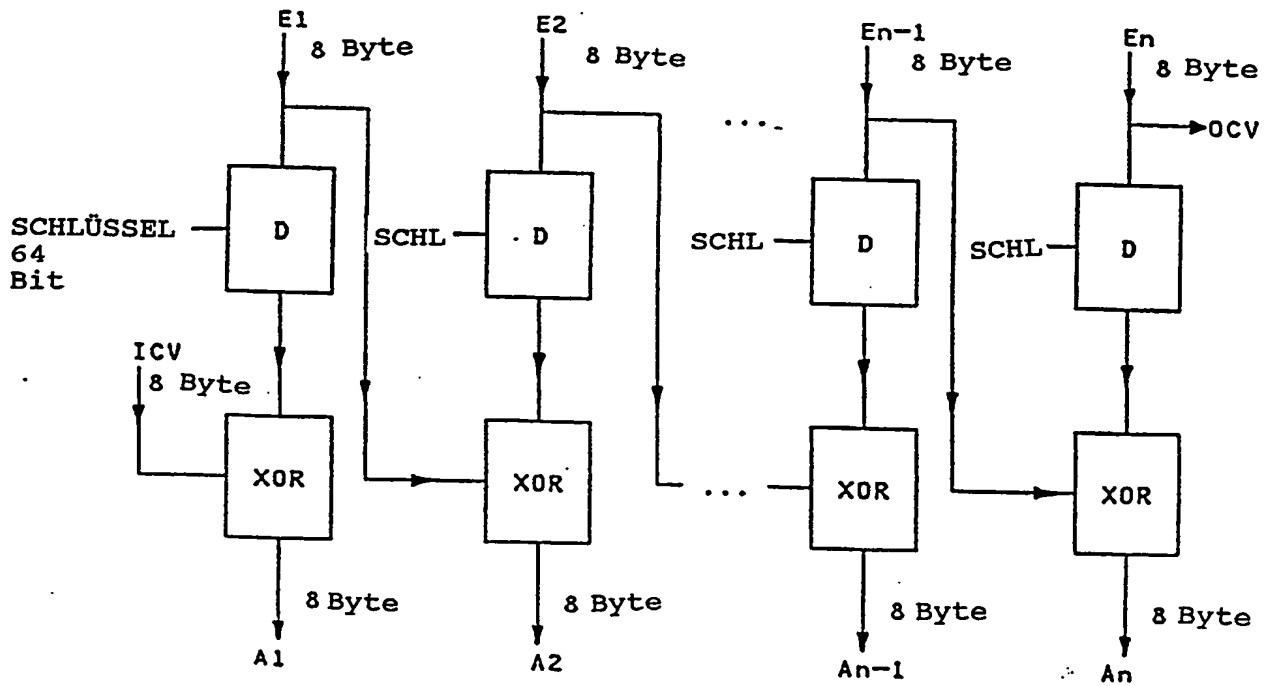 E1
8 Byte
E2
8 Byte
En-1
8 Byte
En
8 Byte
....
OCV
SCHLÜSSEL
64
Bit
D
SCHL
D
SCHL
D
SCHL
D
ICV
8 Byte
XOR
XOR
...
XOR
XOR
8 Byte
8 Byte
8 Byte
8 Byte
A1
A2
An-1
An